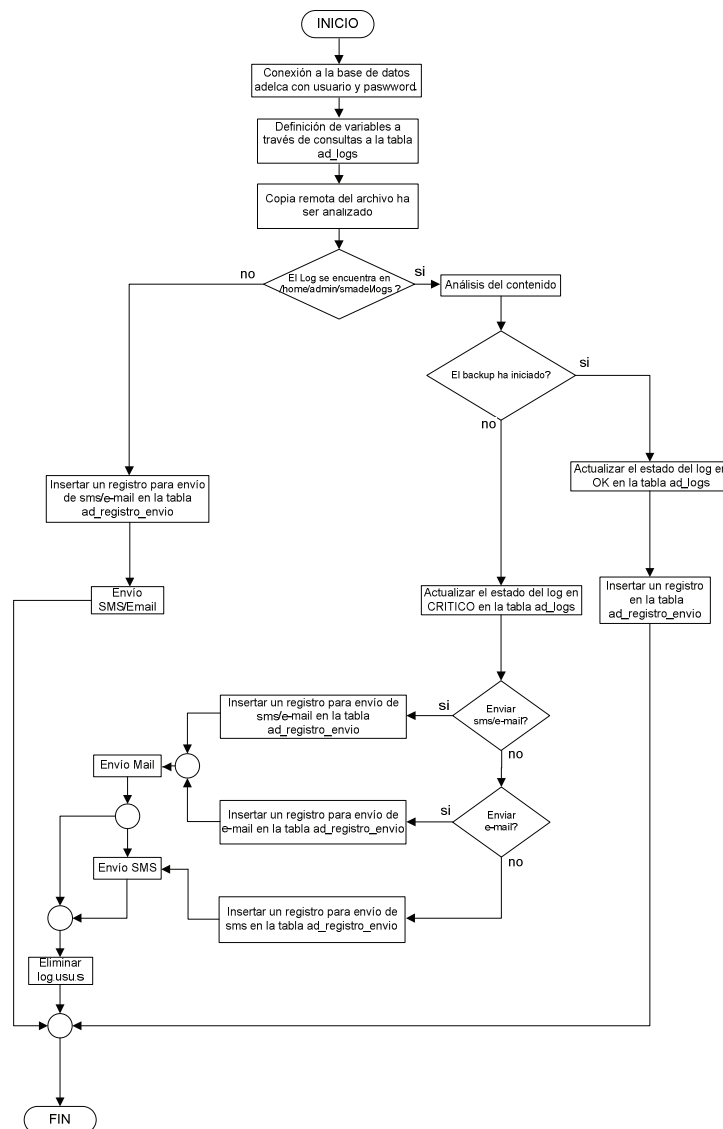 INICIO
Conexión a la base de datos
adelca con usuario y paswword.
Definición de variables a
través de consultas a la tabla
ad_logs
Copia remota del archivo ha
ser analizado
El Log se encuentra en
/home/admin/smadel/logs ?
no
si
Análisis del contenido
El backup ha iniciado?
si
no
Insertar un registro para envío
de sms/e-mail en la tabla
ad_registro_envio
Actualizar el estado del log en
OK en la tabla ad_logs
Envío
SMS/Email
Actualizar el estado del log en
CRITICO en la tabla ad_logs
Insertar un registro
en la tabla
ad_registro_envio
Enviar
sms/e-mail?
si
no
Insertar un registro para envío de
sms/e-mail en la tabla
ad_registro_envio
Envío Mail
Enviar
e-mail?
si
no
Insertar un registro para envío de
e-mail en la tabla ad_registro_envio
Envío SMS
Insertar un registro para envío de
sms en la tabla ad_registro_envio
Eliminar
log.usu.s
FIN